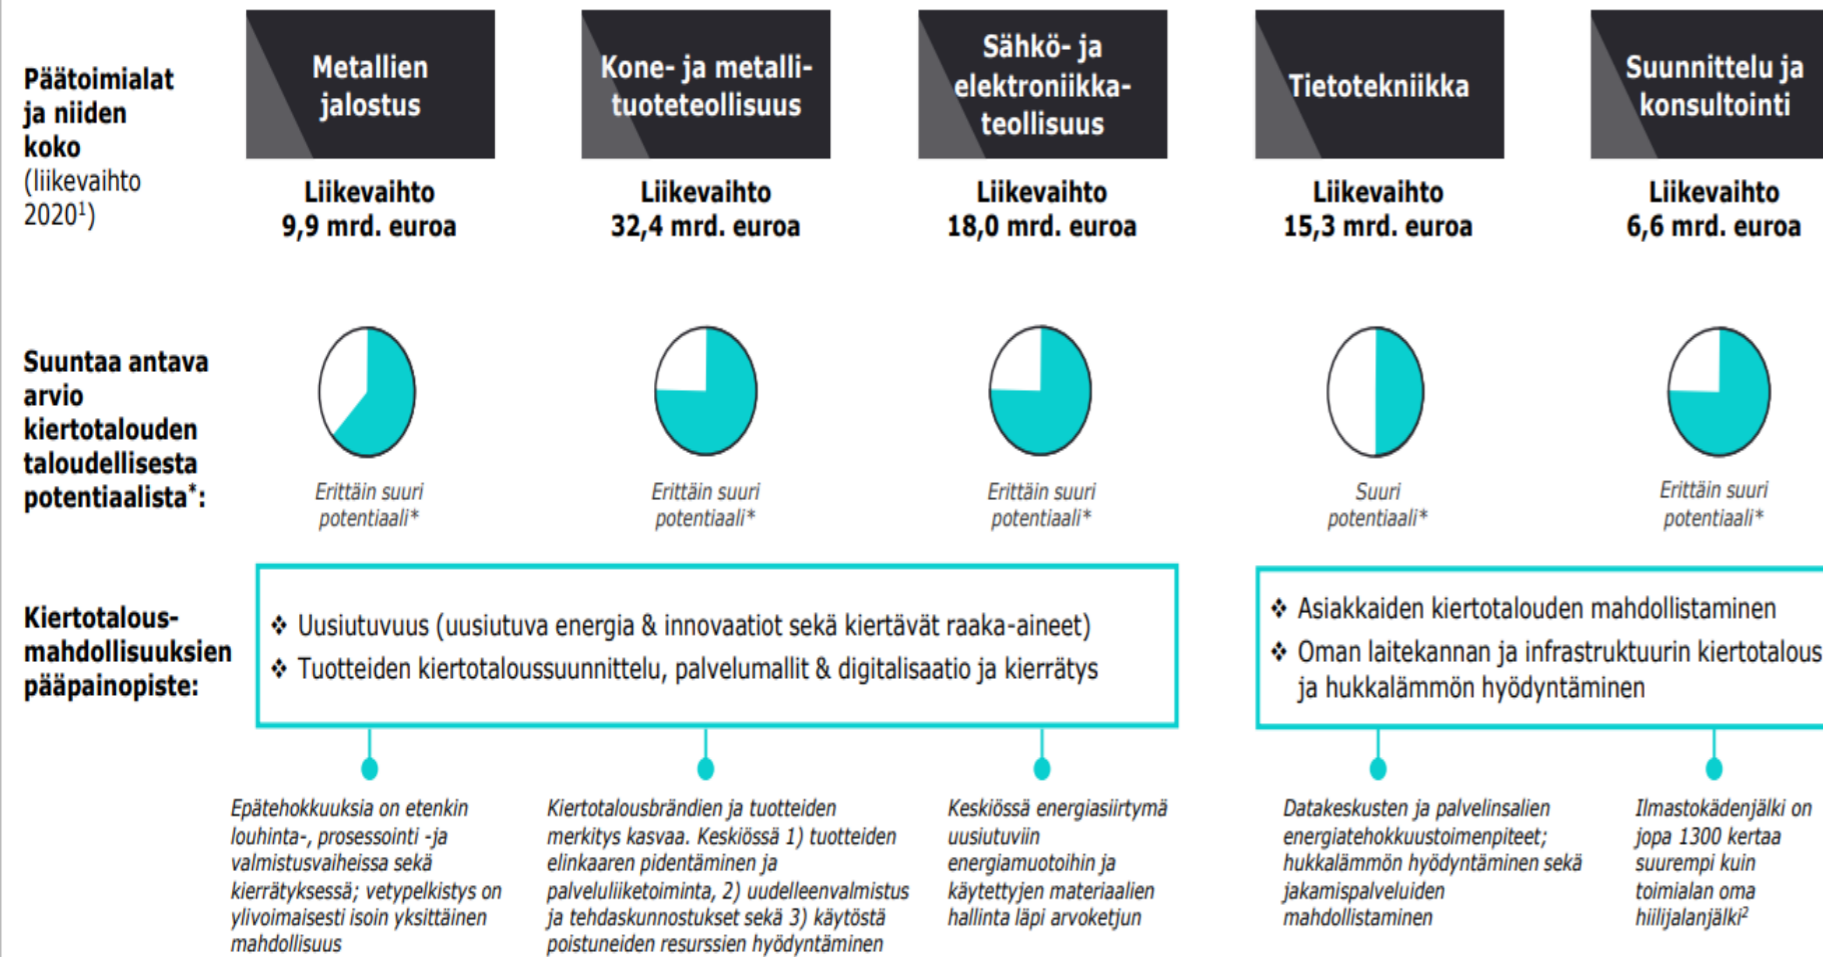 Päätoimialat
ja niiden
koko
(liikevaihto
2020¹)
Metallien
jalostus
Liikevaihto
9,9 mrd. euroa
Kone- ja metalli-
tuoteteollisuus
Liikevaihto
32,4 mrd. euroa
Sähkö- ja
elektroniikka-
teollisuus
Liikevaihto
18,0 mrd. euroa
Tietotekniikka
Liikevaihto
15,3 mrd. euroa
Suunnittelu ja
konsultointi
Liikevaihto
6,6 mrd. euroa
Suuntaa antava
arvio
kiertotalouden
taloudellisesta
potentiaalista*:
Erittäin suuri
potentiaali*
Erittäin suuri
potentiaali*
Erittäin suuri
potentiaali*
Suuri
potentiaali*
Erittäin suuri
potentiaali*
Kiertotalous-
mahdollisuuksien
pääpainopiste:
❖ Uusiutuvuus (uusiutuva energia & innovaatiot sekä kiertävät raaka-aineet)
❖ Tuotteiden kiertotaloussuunnittelu, palvelumallit & digitalisaatio ja kierrätys
❖ Asiakkaiden kiertotalouden mahdollistaminen
❖ Oman laitekannan ja infrastruktuurin kiertotalous
ja hukkalämmön hyödyntäminen
Epätehokkuuksia on etenkin
louhinta-, prosessointi -ja
valmistusvaiheissa sekä
kierrätyksessä; vetypelkistys on
ylivoimaisesti isoin yksittäinen
mahdollisuus
Kiertotalousbrändien ja tuotteiden
merkitys kasvaa. Keskiössä 1) tuotteiden
elinkaaren pidentäminen ja
palveluliiketoiminta, 2) uudelleenvalmistus
ja tehdaskunnostukset sekä 3) käytöstä
poistuneiden resurssien hyödyntäminen
Keskiössä energiasiirtymä
uusiutuviin
energiamuotoihin ja
käytettyjen materiaalien
hallinta läpi arvoketjun
Datakeskusten ja palvelinsalien
energiatehokkuustoimenpiteet;
hukkalämmön hyödyntäminen sekä
jakamispalveluiden
mahdollistaminen
Ilmastokädenjälki on
jopa 1300 kertaa
suurempi kuin
toimialan oma
hiilijalanjälki²